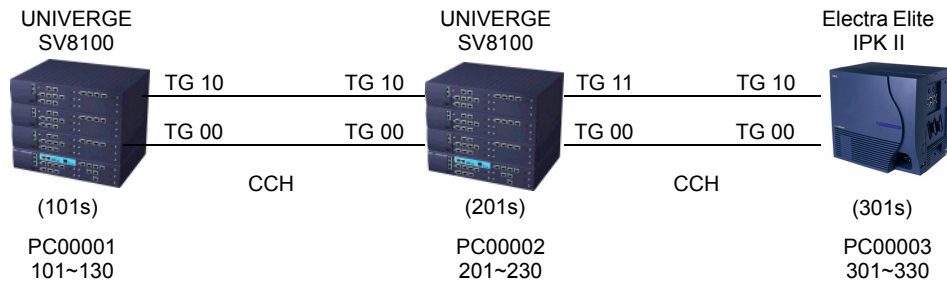 UNIVERGE
SV8100
UNIVERGE
SV8100
Electra Elite
IPK II
TG 10
TG 10
TG 11
TG 10
TG 00
TG 00
TG 00
TG 00
CCH
CCH
(101s)
(201s)
(301s)
PC00001
101~130
PC00002
201~230
PC00003
301~330